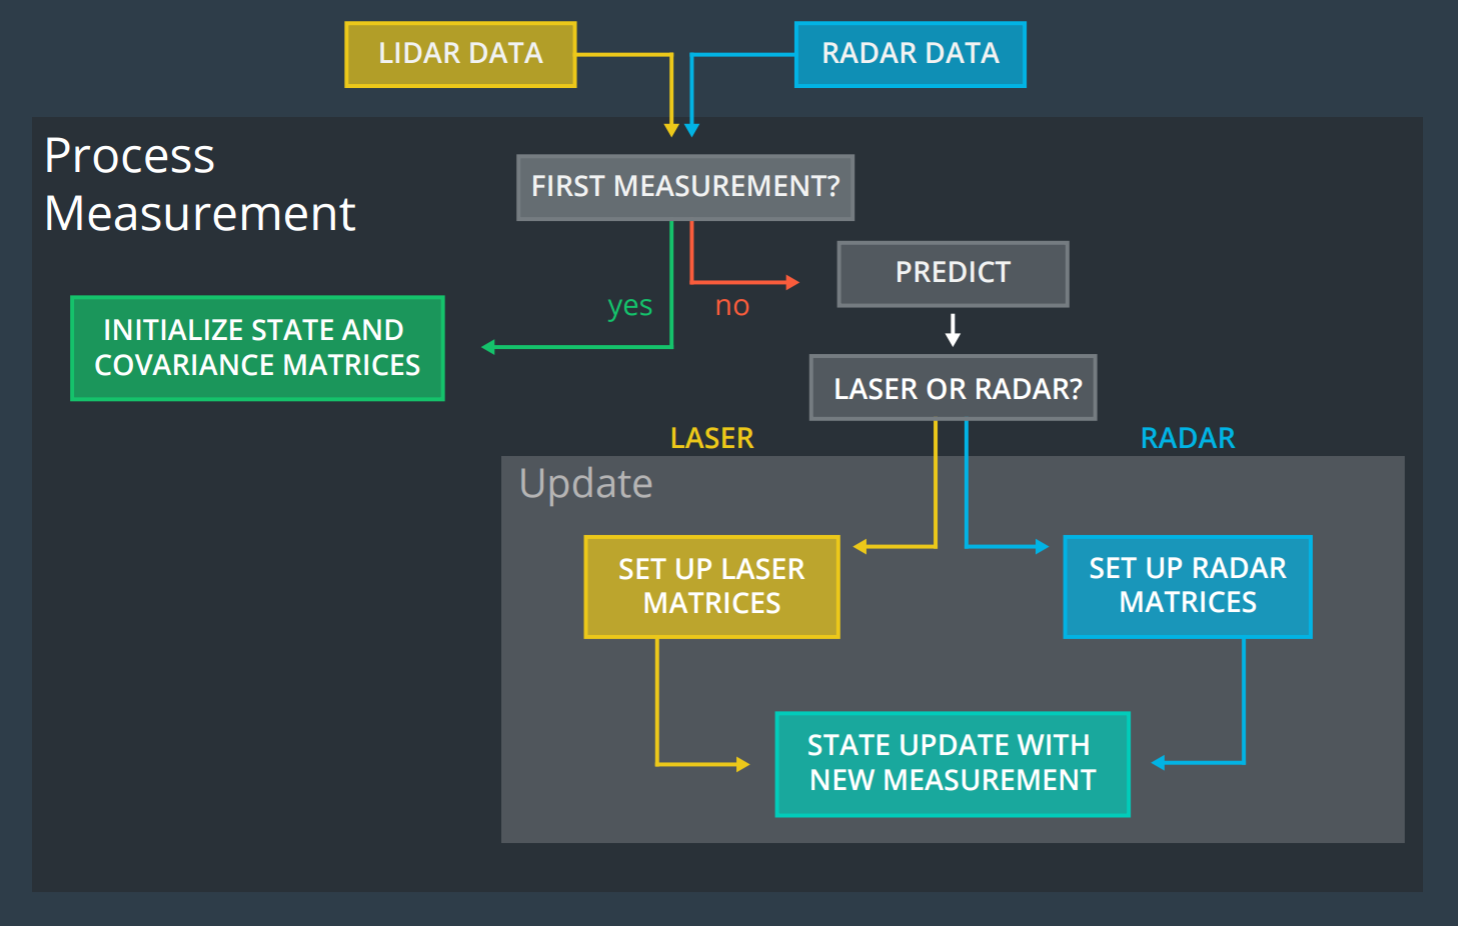 LIDAR DATA
RADAR DATA
Process
Measurement
FIRST MEASUREMENT?
PREDICT
yes
no
INITIALIZE STATE AND
COVARIANCE MATRICES
LASER OR RADAR?
LASER
RADAR
Update
SET UP LASER
MATRICES
SET UP RADAR
MATRICES
STATE UPDATE WITH
NEW MEASUREMENT